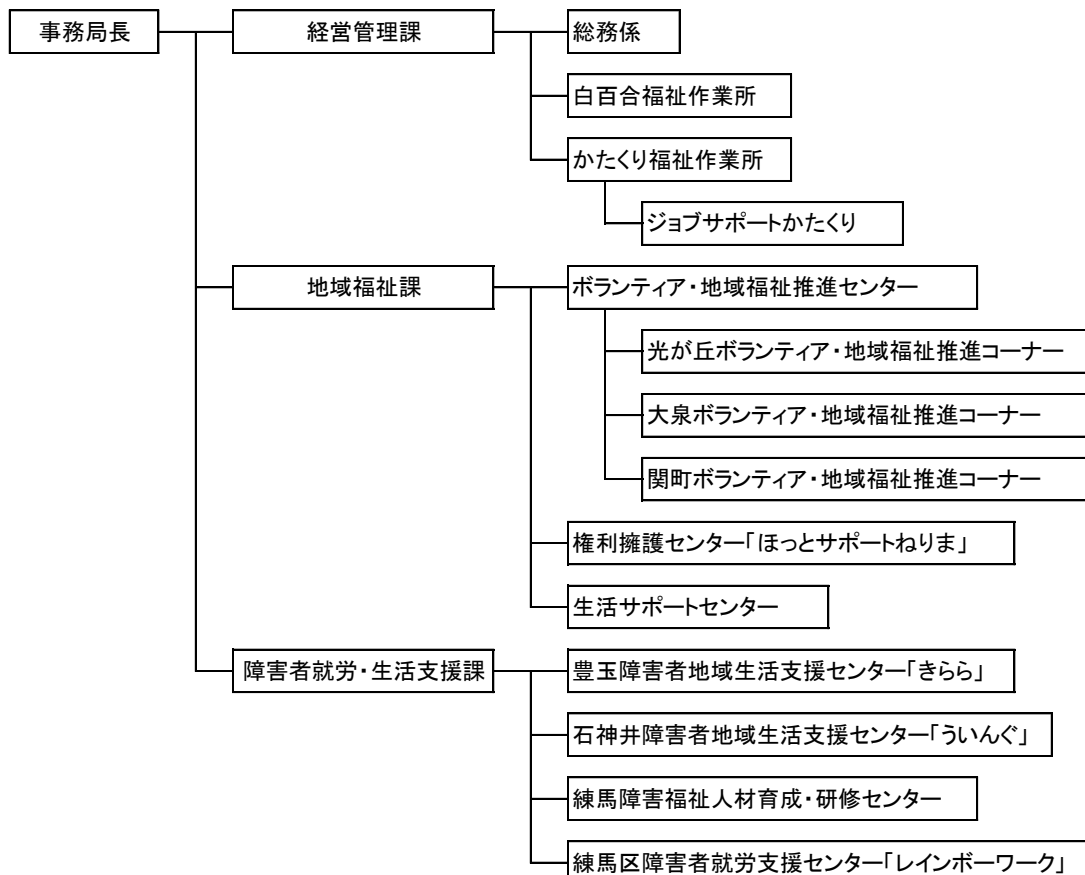 事務局長
経営管理課
総務係
白百合福祉作業所
かたくり福祉作業所
ジョブサポートかたくり
地域福祉課
ボランティア・地域福祉推進センター
光が丘ボランティア・地域福祉推進コーナー
大泉ボランティア・地域福祉推進コーナー
関町ボランティア・地域福祉推進コーナー
権利擁護センター「ほっとサポートねりま」
生活サポートセンター
障害者就労・生活支援課
豊玉障害者地域生活支援センター「きらら」
石神井障害者地域生活支援センター「ういんぐ」
練馬障害福祉人材育成・研修センター
練馬区障害者就労支援センター「レインボーワーク」